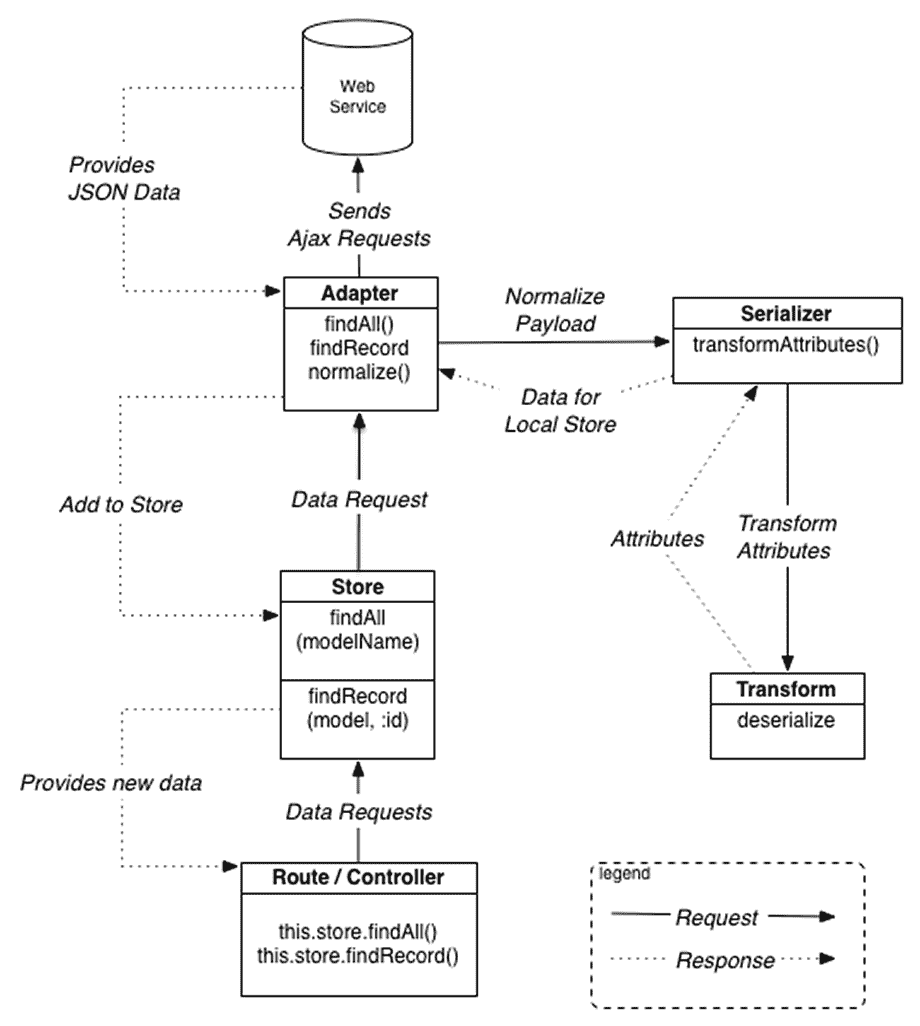 Web
Service
Provides
JSON Data
Sends
Ajax Requests
Adapter
findAll()
findRecord
normalize()
Normalize
Payload
Serializer
transformAttributes()
Data for
Local Store
Add to Store
Data Request
Attributes
Transform
Attributes
Store
findAll
(modelName)
findRecord
(model, :id)
Transform
deserialize
Provides new data
Data Requests
Route / Controller
this.store.findAll()
this.store.findRecord()
legend
Request
Response